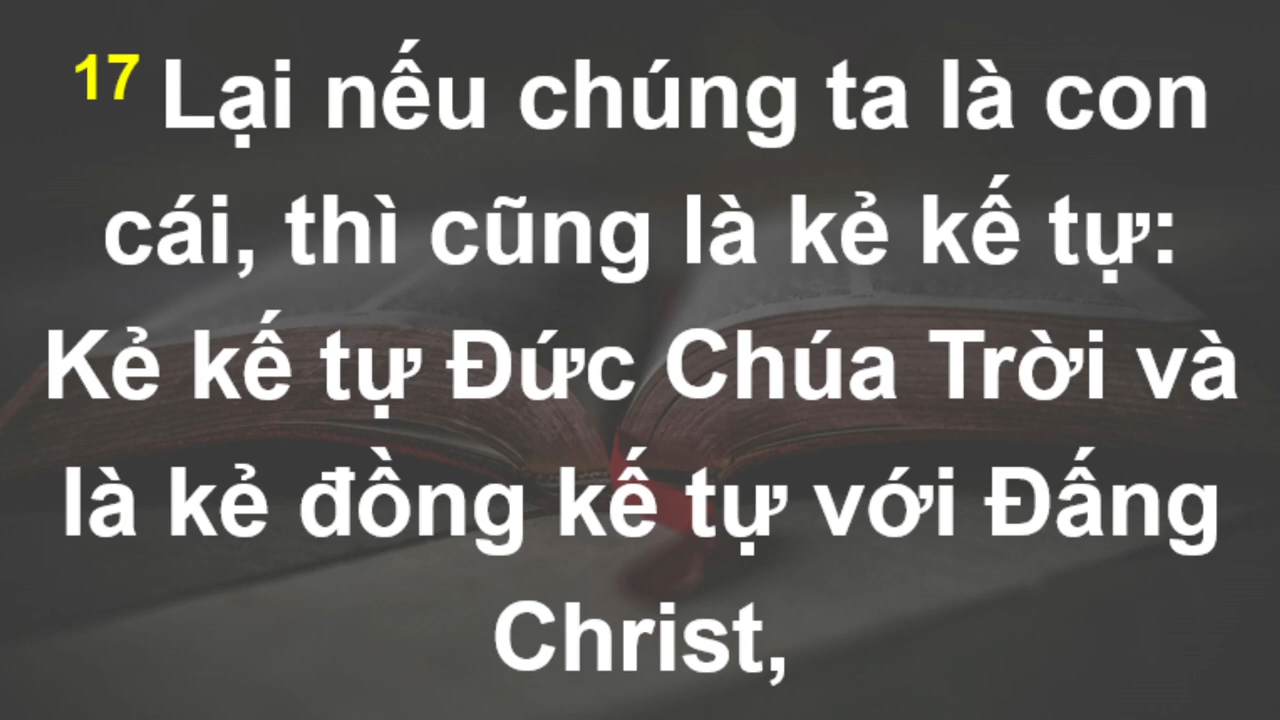 17 Lại nếu chúng ta là con
cái, thì cũng là kẻ kế tự:
Kẻ kế tự Đức Chúa Trời và
là kẻ đồng kế tự với Đấng
Christ,